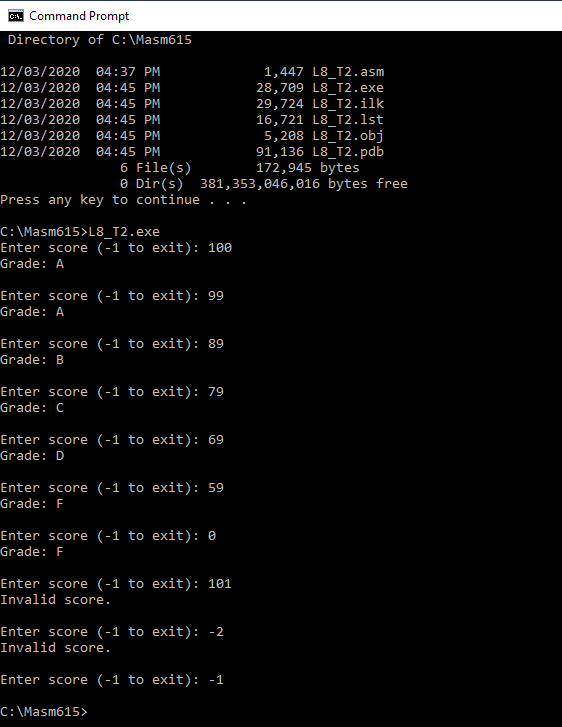 Command Prompt
Directory of C:\Masm615
12/03/2020 04:37 PM 1,447 L8_T2.asm
12/03/2020 04:45 PM 28,709 L8_T2.exe
12/03/2020 04:45 PM 29,724 L8_T2.ilk
12/03/2020 04:45 PM 16,721 L8_T2.lst
12/03/2020 04:45 PM 5,208 L8_T2.obj
12/03/2020 04:45 PM 91,136 L8_T2.pdb
6 File(s) 172,945 bytes
0 Dir(s) 381,353,046,016 bytes free
Press any key to continue . . .
C:\Masm615>L8_T2.exe
Enter score (-1 to exit): 100
Grade: A
Enter score (-1 to exit): 99
Grade: A
Enter score (-1 to exit): 89
Grade: B
Enter score (-1 to exit): 79
Grade: C
Enter score (-1 to exit): 69
Grade: D
Enter score (-1 to exit): 59
Grade: F
Enter score (-1 to exit): 0
Grade: F
Enter score (-1 to exit): 101
Invalid score.
Enter score (-1 to exit): -2
Invalid score.
Enter score (-1 to exit): -1
C:\Masm615>